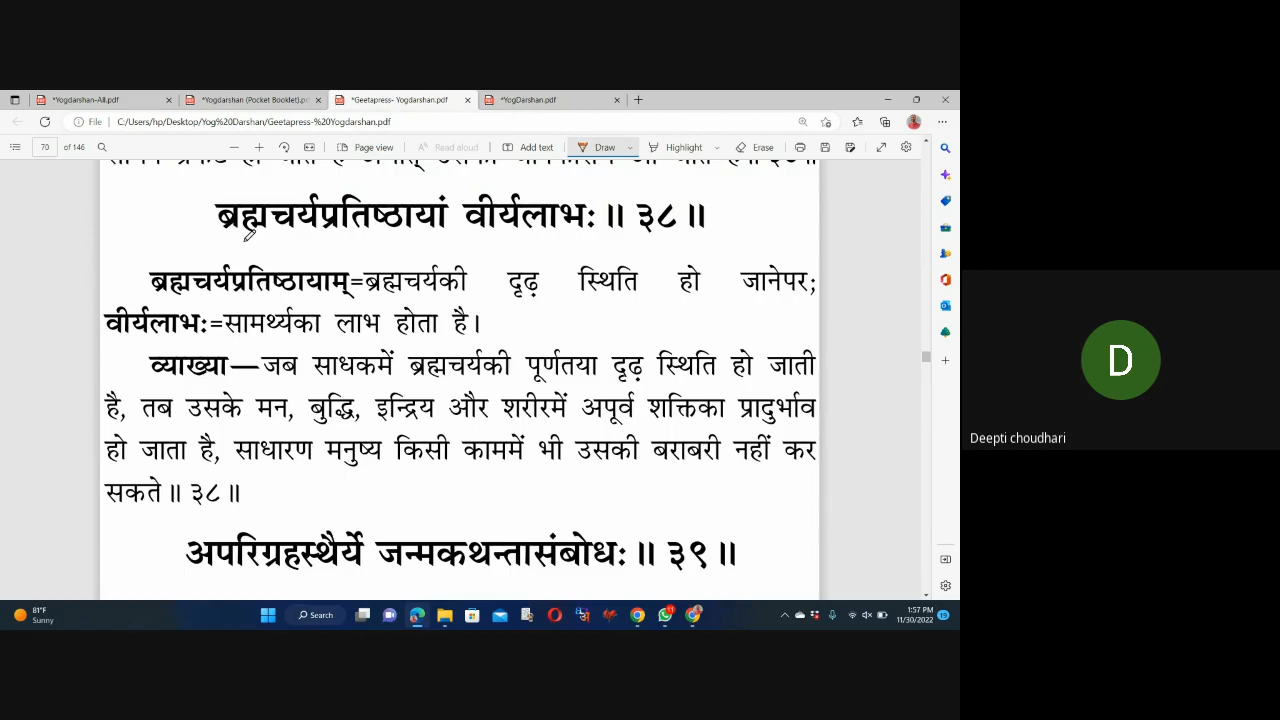 *Yogdarshan-All.pdf
*Yogdarshan (Pocket Booklet).p
*Geetapress- Yogdarshan.pdf
*YogDarshan.pdf
File C:/Users/hp/Desktop/Yog%20Darshan/Geetapress-%20Yogdarshan.pdf
70 of 146 Page view Read aloud Add text Draw Highlight Erase
ब्रह्मचर्यप्रतिष्ठायां वीर्यलाभः॥ ३८॥
ब्रह्मचर्यप्रतिष्ठायाम्=ब्रह्मचर्यकी दृढ़ स्थिति हो जानेपर;
वीर्यलाभः=सामर्थ्यका लाभ होता है।
व्याख्या—जब साधकमें ब्रह्मचर्यकी पूर्णतया दृढ़ स्थिति हो जाती
है, तब उसके मन, बुद्धि, इन्द्रिय और शरीरमें अपूर्व शक्तिका प्रादुर्भाव
हो जाता है, साधारण मनुष्य किसी काममें भी उसकी बराबरी नहीं कर
सकते॥ ३८॥
अपरिग्रहस्थैर्ये जन्मकथन्तासंबोधः॥ ३९॥
D
Deepti choudhari
81°F
Sunny
Search
1:57 PM
11/30/2022